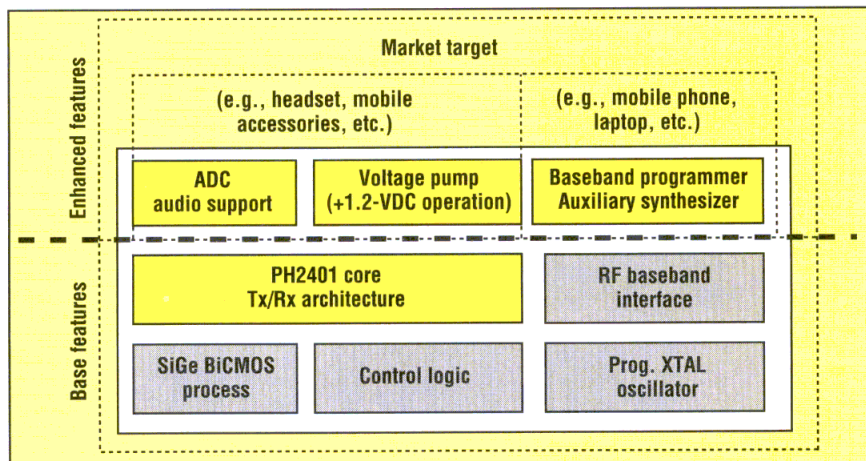 Market target
Enhanced features
(e.g., headset, mobile
accessories, etc.)
(e.g., mobile phone,
laptop, etc.)
ADC
audio support
Voltage pump
(+1.2-VDC operation)
Baseband programmer
Auxiliary synthesizer
Base features
PH2401 core
Tx/Rx architecture
RF baseband
interface
SiGe BiCMOS
process
Control logic
Prog. XTAL
oscillator